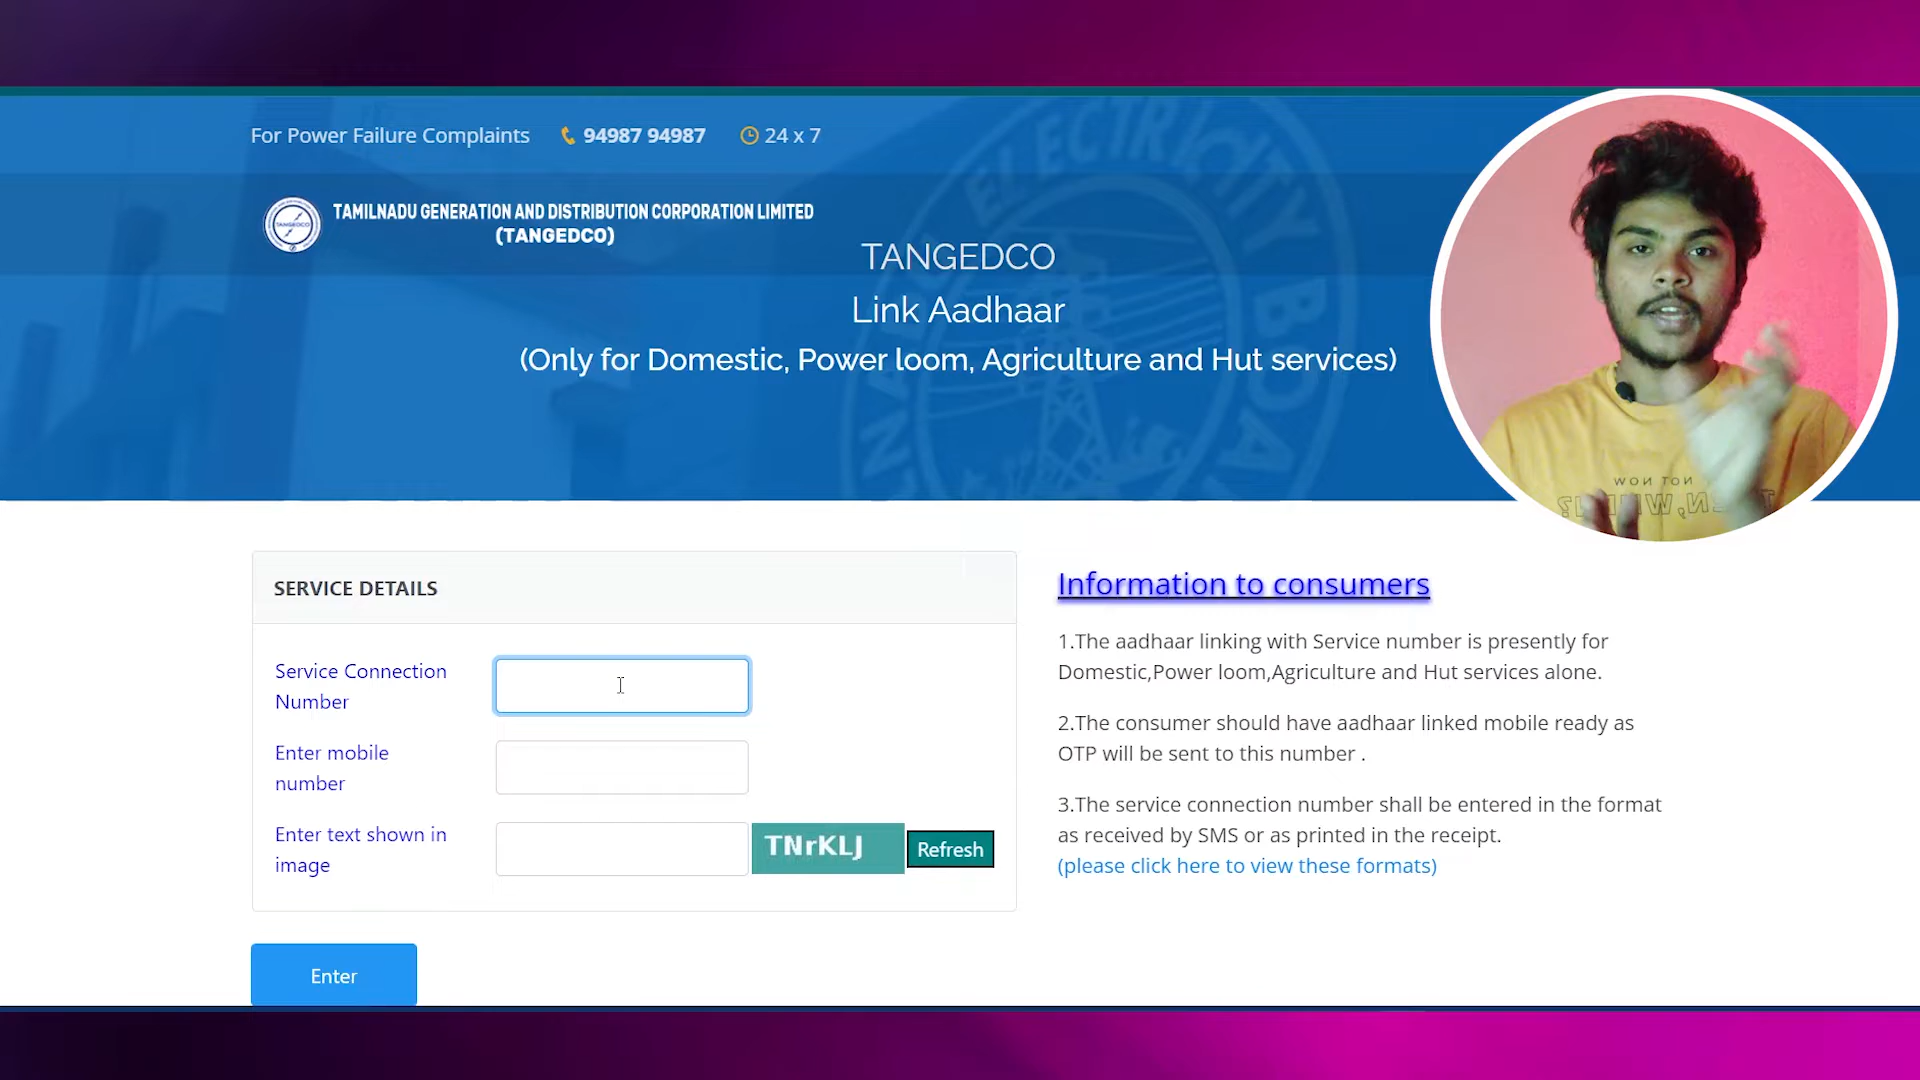 For Power Failure Complaints 94987 94987 24 x 7
TAMILNADU GENERATION AND DISTRIBUTION CORPORATION LIMITED
(TANGEDCO)
TANGEDCO
Link Aadhaar
(Only for Domestic, Power loom, Agriculture and Hut services)
ELECTRICITY BOA
NOT NOW
SERVICE DETAILS
Service Connection
Number
Enter mobile
number
Enter text shown in
image
TNrKLJ
Refresh
Enter
Information to consumers
1.The aadhaar linking with Service number is presently for
Domestic,Power loom,Agriculture and Hut services alone.
2.The consumer should have aadhaar linked mobile ready as
OTP will be sent to this number .
3.The service connection number shall be entered in the format
as received by SMS or as printed in the receipt.
(please click here to view these formats)